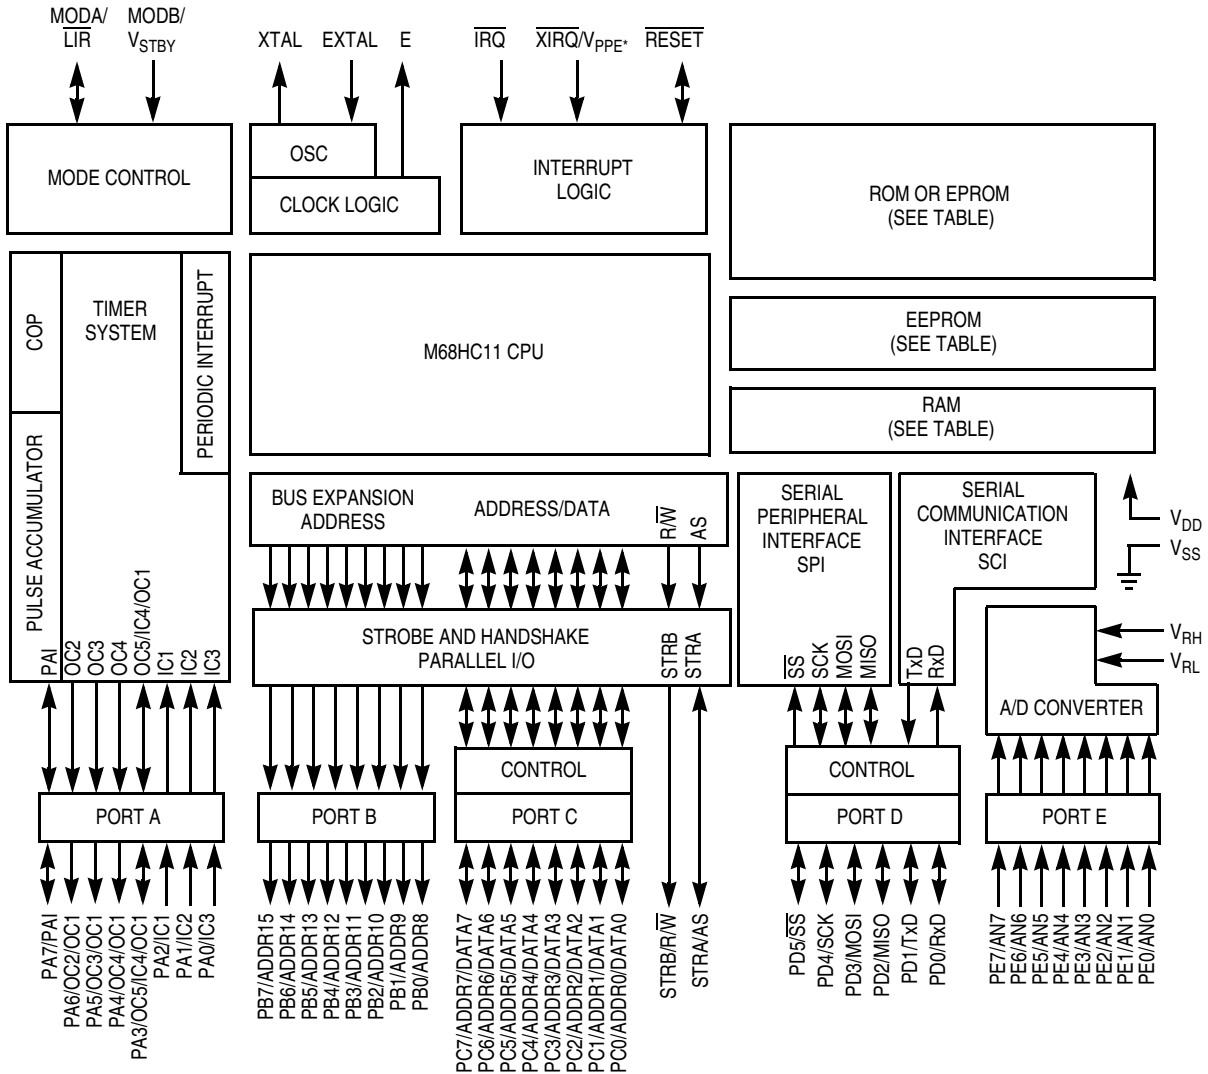 MODA/
LIR
MODB/
VSTBY
XTAL
EXTAL
E
IRQ
XIRQ/VPPE*
RESET
MODE CONTROL
OSC
CLOCK LOGIC
INTERRUPT
LOGIC
ROM OR EPROM
(SEE TABLE)
COP
TIMER
SYSTEM
PERIODIC INTERRUPT
M68HC11 CPU
EEPROM
(SEE TABLE)
RAM
(SEE TABLE)
PULSE ACCUMULATOR
PAI
OC2
OC3
OC4
OC5/IC4/OC1
IC1
IC2
IC3
BUS EXPANSION
ADDRESS
ADDRESS/DATA
R/W
AS
STROBE AND HANDSHAKE
PARALLEL I/O
STRB
STRA
SERIAL
PERIPHERAL
INTERFACE
SPI
SS
SCK
MOSI
MISO
SERIAL
COMMUNICATION
INTERFACE
SCI
TxD
RxD
VDD
VSS
VRH
VRL
A/D CONVERTER
CONTROL
CONTROL
PORT A
PORT B
PORT C
PORT D
PORT E
PA7/PAI
PA6/OC2/OC1
PA5/OC3/OC1
PA4/OC4/OC1
PA3/OC5/IC4/OC1
PA2/IC1
PA1/IC2
PA0/IC3
PB7/ADDR15
PB6/ADDR14
PB5/ADDR13
PB4/ADDR12
PB3/ADDR11
PB2/ADDR10
PB1/ADDR9
PB0/ADDR8
PC7/ADDR7/DATA7
PC6/ADDR6/DATA6
PC5/ADDR5/DATA5
PC4/ADDR4/DATA4
PC3/ADDR3/DATA3
PC2/ADDR2/DATA2
PC1/ADDR1/DATA1
PC0/ADDR0/DATA0
STRB/R/W
STRA/AS
PD5/SS
PD4/SCK
PD3/MOSI
PD2/MISO
PD1/TxD
PD0/RxD
PE7/AN7
PE6/AN6
PE5/AN5
PE4/AN4
PE3/AN3
PE2/AN2
PE1/AN1
PE0/AN0